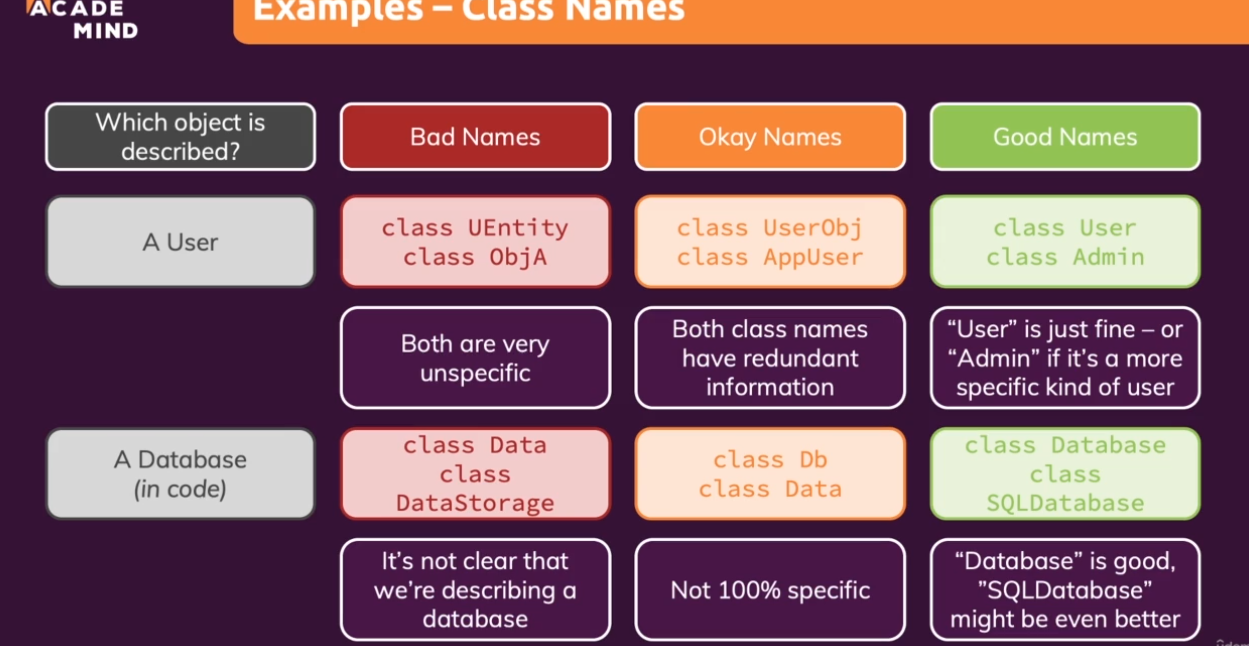 ACADE
MIND
Examples – Class Names
Which object is
described?
Bad Names
Okay Names
Good Names
A User
class UEntity
class ObjA
class UserObj
class AppUser
class User
class Admin
Both are very
unspecific
Both class names
have redundant
information
“User” is just fine – or
“Admin” if it’s a more
specific kind of user
A Database
(in code)
class Data
class
DataStorage
class Db
class Data
class Database
class
SQLDatabase
It’s not clear that
we’re describing a
database
Not 100% specific
“Database” is good,
”SQLDatabase”
might be even better